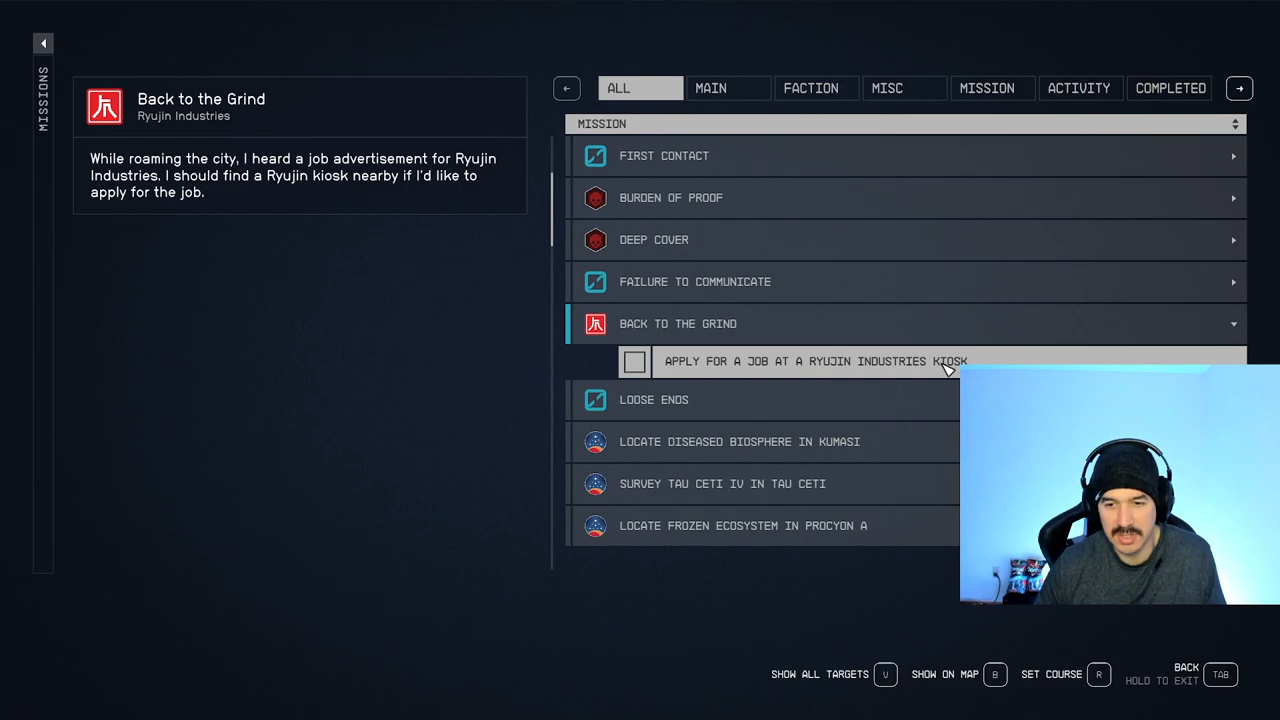 MISSIONS
Back to the Grind
Ryujin Industries
While roaming the city, I heard a job advertisement for Ryujin
Industries. I should find a Ryujin kiosk nearby if I'd like to
apply for the job.
ALL
MAIN
FACTION
MISC
MISSION
ACTIVITY
COMPLETED
MISSION
FIRST CONTACT
BURDEN OF PROOF
DEEP COVER
FAILURE TO COMMUNICATE
BACK TO THE GRIND
APPLY FOR A JOB AT A RYUJIN INDUSTRIES KIOSK
LOOSE ENDS
LOCATE DISEASED BIOSPHERE IN KUMASI
SURVEY TAU CETI IV IN TAU CETI
LOCATE FROZEN ECOSYSTEM IN PROCYON A
SHOW ALL TARGETS V
SHOW ON MAP B
SET COURSE R
BACK
HOLD TO EXIT
TAB